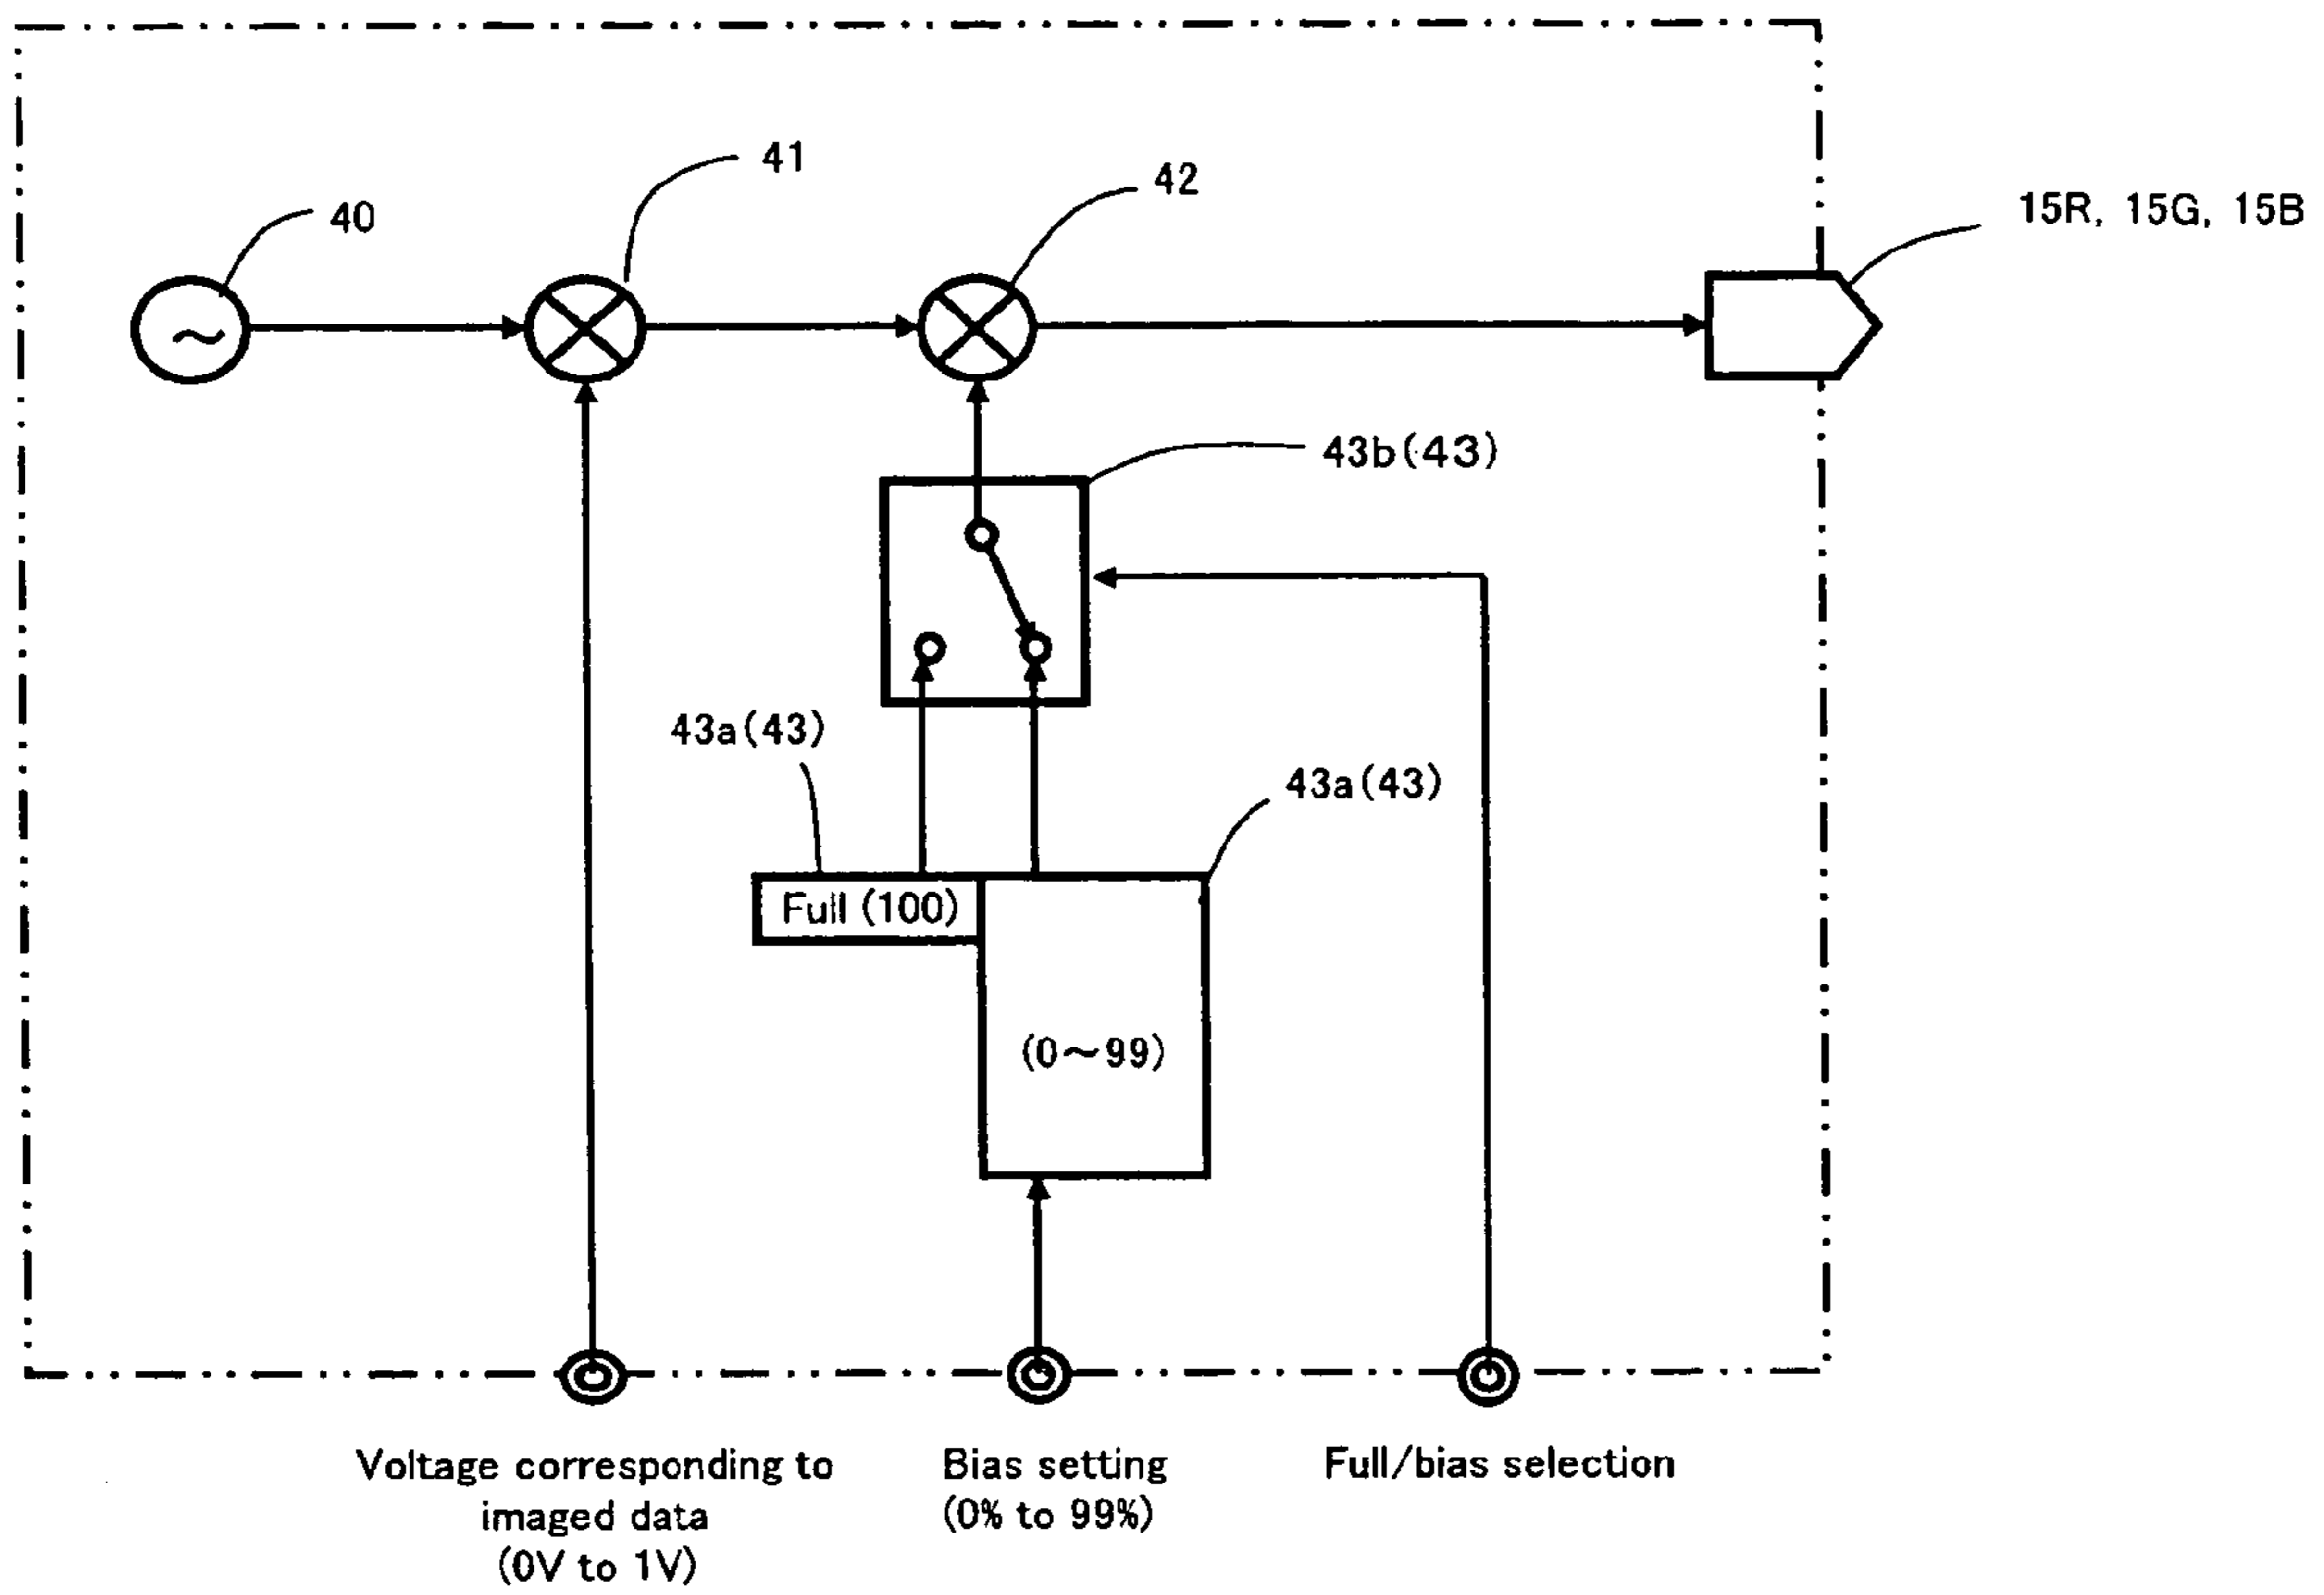 41
42
40
15R, 15G, 15B
43b(43)
43a(43)
43a(43)
Full (100)
(0～99)
Voltage corresponding to
imaged data
(0V to 1V)
Bias setting
(0% to 99%)
Full/bias selection